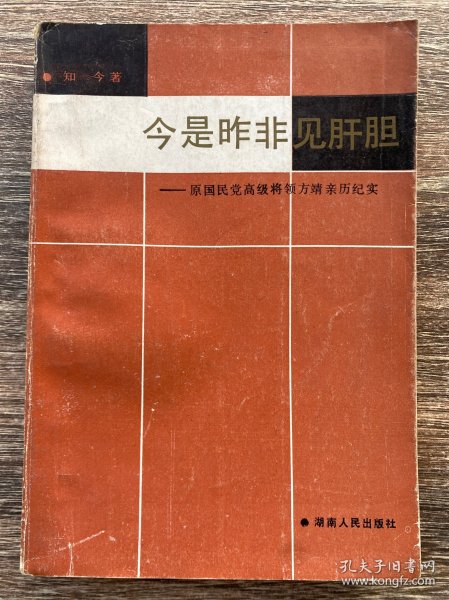 知今著
今是昨非见肝胆
——原国民党高级将领方靖亲历纪实
湖南人民出版社
孔夫子旧书网
www.kongfz.com